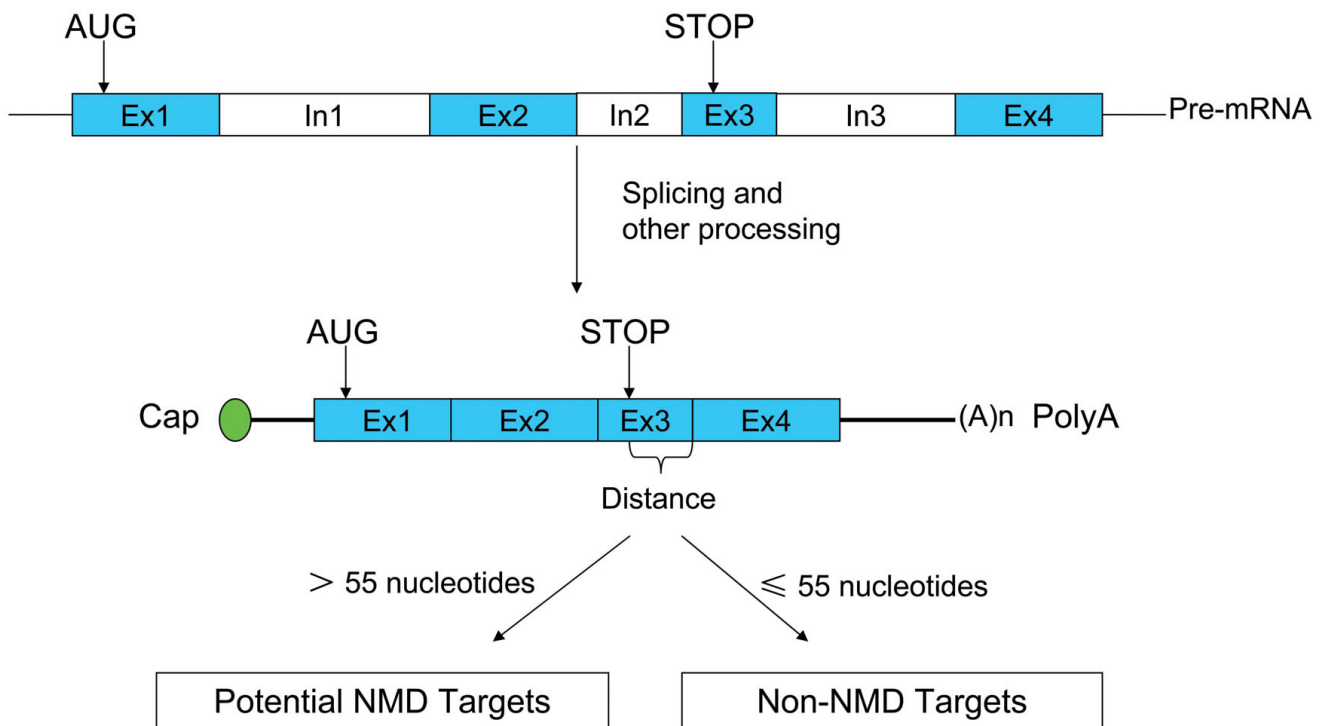 AUG STOP
Ex1 In1 Ex2 In2 Ex3 In3 Ex4 Pre-mRNA
Splicing and
other processing
AUG STOP
Cap Ex1 Ex2 Ex3 Ex4 (A)n PolyA
Distance
> 55 nucleotides ⩽ 55 nucleotides
Potential NMD Targets Non-NMD Targets